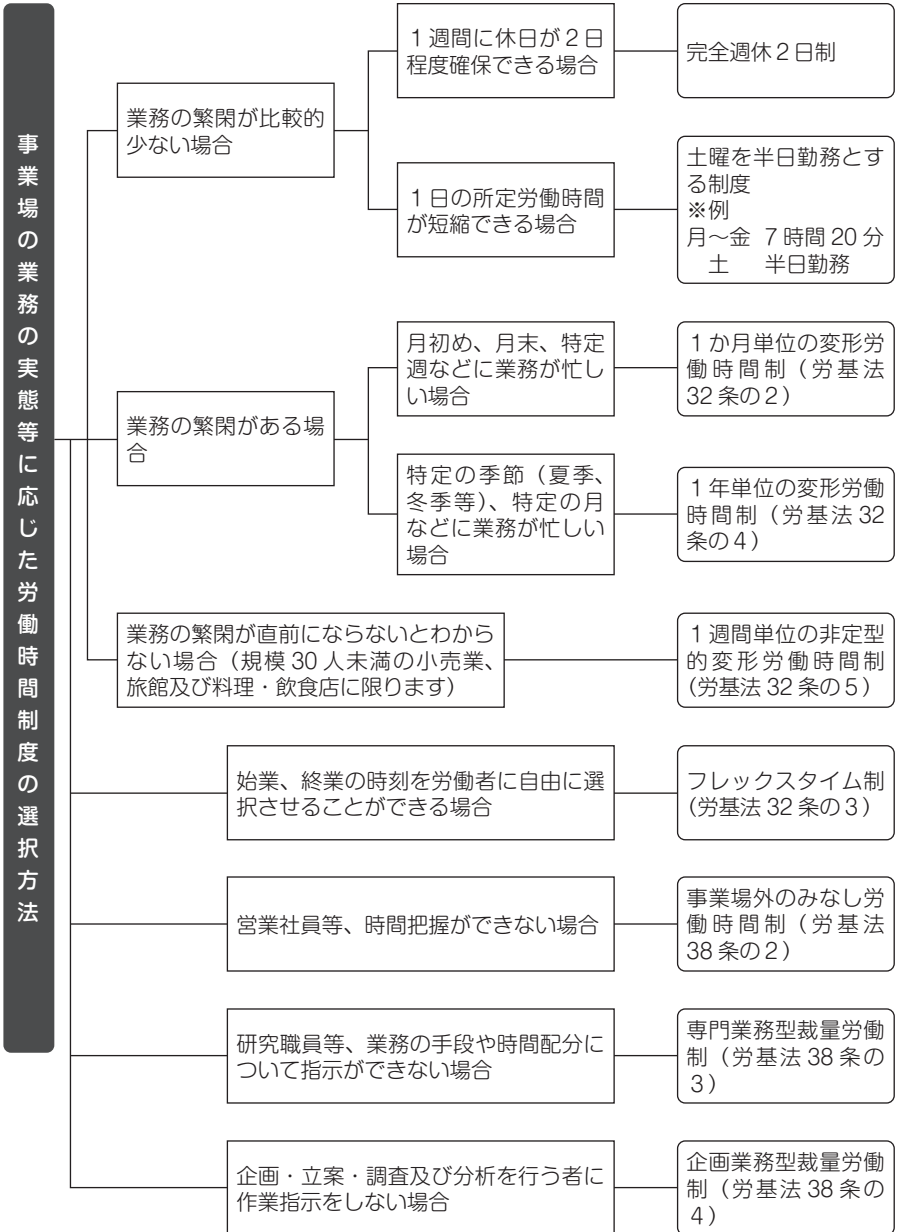 事業場の業務の実態等に応じた労働時間制度の選択方法
業務の繁閑が比較的
少ない場合
1週間に休日が2日
程度確保できる場合
完全週休2日制
1日の所定労働時間
が短縮できる場合
土曜を半日勤務とす
る制度
※例
月～金 7時間20分
土 半日勤務
業務の繁閑がある場
合
月初め、月末、特定
週などに業務が忙し
い場合
1か月単位の変形労
働時間制（労基法
32条の2）
特定の季節（夏季、
冬季等）、特定の月
などに業務が忙しい
場合
1年単位の変形労働
時間制（労基法32
条の4）
業務の繁閑が直前にならないとわから
ない場合（規模30人未満の小売業、
旅館及び料理・飲食店に限ります）
1週間単位の非定型
的変形労働時間制
（労基法32条の5）
始業、終業の時刻を労働者に自由に選
択させることができる場合
フレックスタイム制
（労基法32条の3）
営業社員等、時間把握ができない場合
事業場外のみなし労
働時間制（労基法
38条の2）
研究職員等、業務の手段や時間配分に
ついて指示ができない場合
専門業務型裁量労働
制（労基法38条の
3）
企画・立案・調査及び分析を行う者に
作業指示をしない場合
企画業務型裁量労働
制（労基法38条の
4）